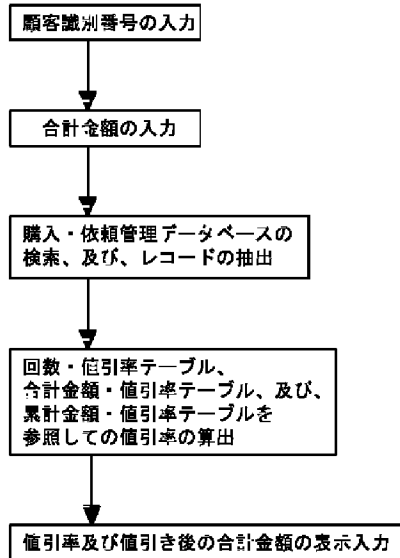 顧客識別番号の入力
合計金額の入力
購入・依頼管理データベースの
検索、及び、レコードの抽出
回数・値引率テーブル、
合計金額・値引率テーブル、及び、
累計金額・値引率テーブルを
参照しての値引率の算出
値引率及び値引き後の合計金額の表示入力